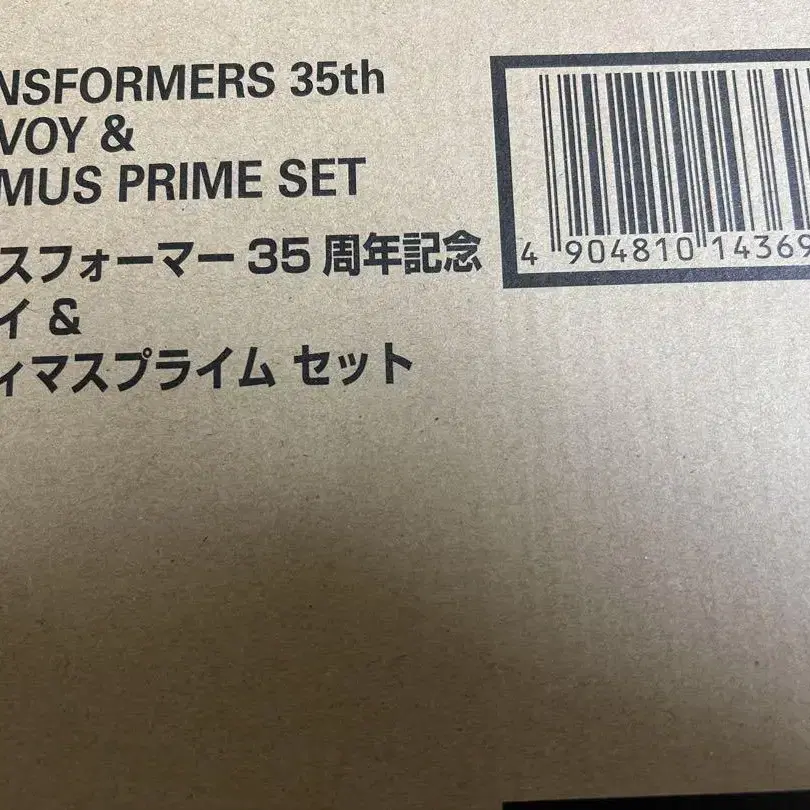 NSFORMERS 35th
VOY &
MUS PRIME SET
スフォーマー 35 周年記念
イ &
ィマスプライム セット
4 904810 14369